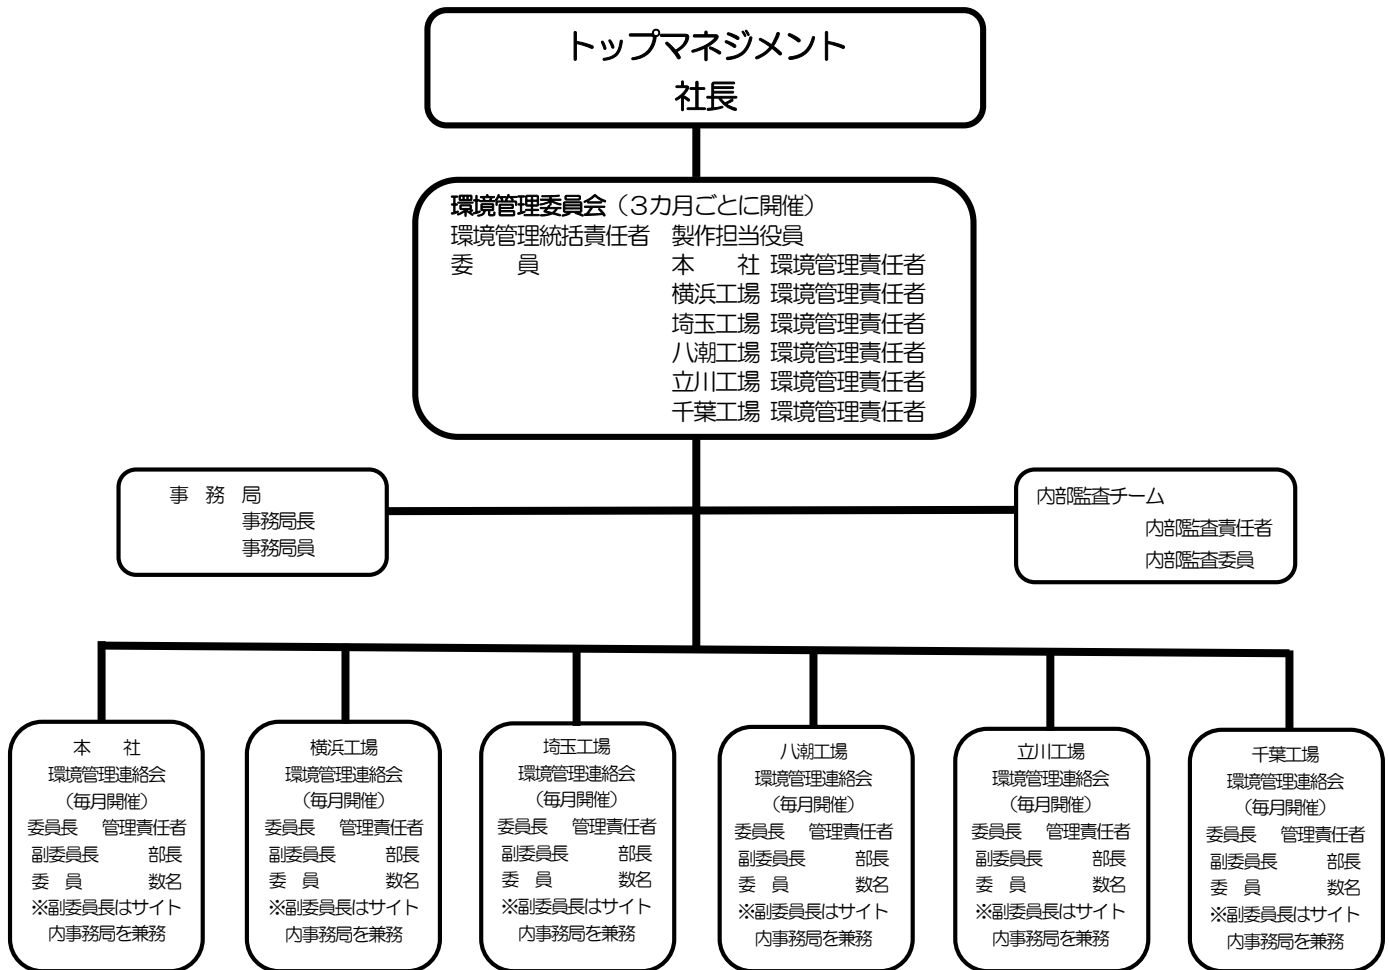 トップマネジメント
社長
環境管理委員会（3カ月ごとに開催）
環境管理統括責任者　製作担当役員
委　　員　　　　　　本　　社 環境管理責任者
横浜工場 環境管理責任者
埼玉工場 環境管理責任者
八潮工場 環境管理責任者
立川工場 環境管理責任者
千葉工場 環境管理責任者
事　務　局
事務局長
事務局員
内部監査チーム
内部監査責任者
内部監査委員
本　　社
環境管理連絡会
（毎月開催）
委員長　管理責任者
副委員長　　　部長
委　員　　　　数名
※副委員長はサイト
内事務局を兼務
横浜工場
環境管理連絡会
（毎月開催）
委員長　管理責任者
副委員長　　　部長
委　員　　　　数名
※副委員長はサイト
内事務局を兼務
埼玉工場
環境管理連絡会
（毎月開催）
委員長　管理責任者
副委員長　　　部長
委　員　　　　数名
※副委員長はサイト
内事務局を兼務
八潮工場
環境管理連絡会
（毎月開催）
委員長　管理責任者
副委員長　　　部長
委　員　　　　数名
※副委員長はサイト
内事務局を兼務
立川工場
環境管理連絡会
（毎月開催）
委員長　管理責任者
副委員長　　　部長
委　員　　　　数名
※副委員長はサイト
内事務局を兼務
千葉工場
環境管理連絡会
（毎月開催）
委員長　管理責任者
副委員長　　　部長
委　員　　　　数名
※副委員長はサイト
内事務局を兼務